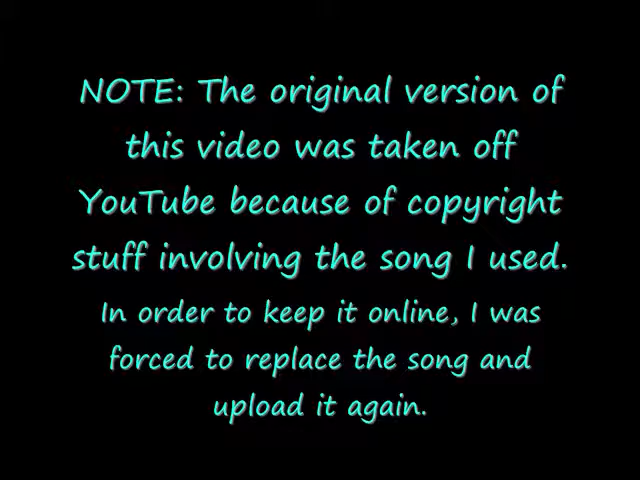 NOTE: The original version of
this video was taken off
YouTube because of copyright
stuff involving the song I used.
In order to keep it online, I was
forced to replace the song and
upload it again.